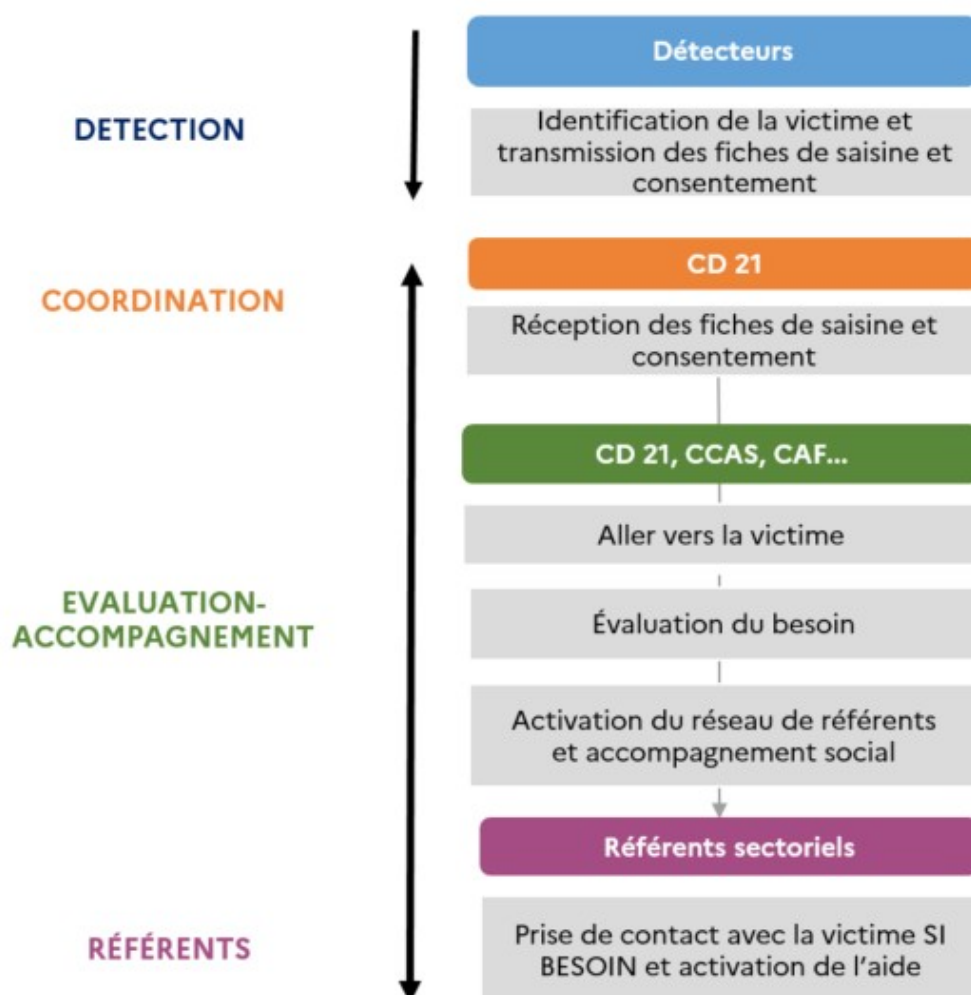 Détecteurs
DETECTION
Identification de la victime et
transmission des fiches de saisine et
consentement
CD 21
COORDINATION
Réception des fiches de saisine et
consentement
CD 21, CCAS, CAF...
Aller vers la victime
EVALUATION-
ACCOMPAGNEMENT
Évaluation du besoin
Activation du réseau de référents
et accompagnement social
Référents sectoriels
RÉFÉRENTS
Prise de contact avec la victime SI
BESOIN et activation de l'aide